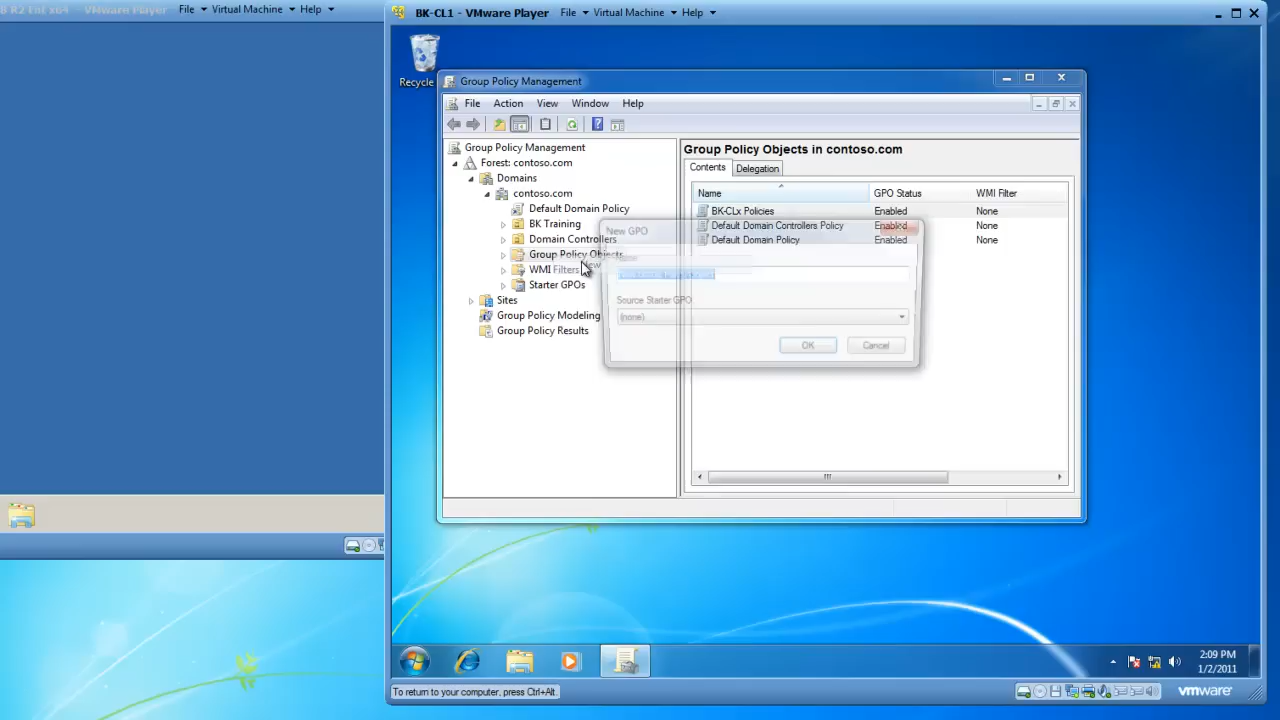 B R2 Ent x64 - VMware Player File Virtual Machine Help
BK-CL1 - VMware Player File Virtual Machine Help
Recycle
Group Policy Management
File Action View Window Help
Group Policy Management
Forest: contoso.com
Domains
contoso.com
Default Domain Policy
BK Training
Domain Controllers
Group Policy Objects
WMI Filters
Starter GPOs
Sites
Group Policy Modeling
Group Policy Results
Group Policy Objects in contoso.com
Contents Delegation
Name GPO Status WMI Filter
BK-CLx Policies Enabled None
Default Domain Controllers Policy Enabled None
Default Domain Policy Enabled None
New
New GPO
Name:
Source Starter GPO:
(none)
OK Cancel
2:09 PM
1/2/2011
To return to your computer, press Ctrl+Alt.
vmware